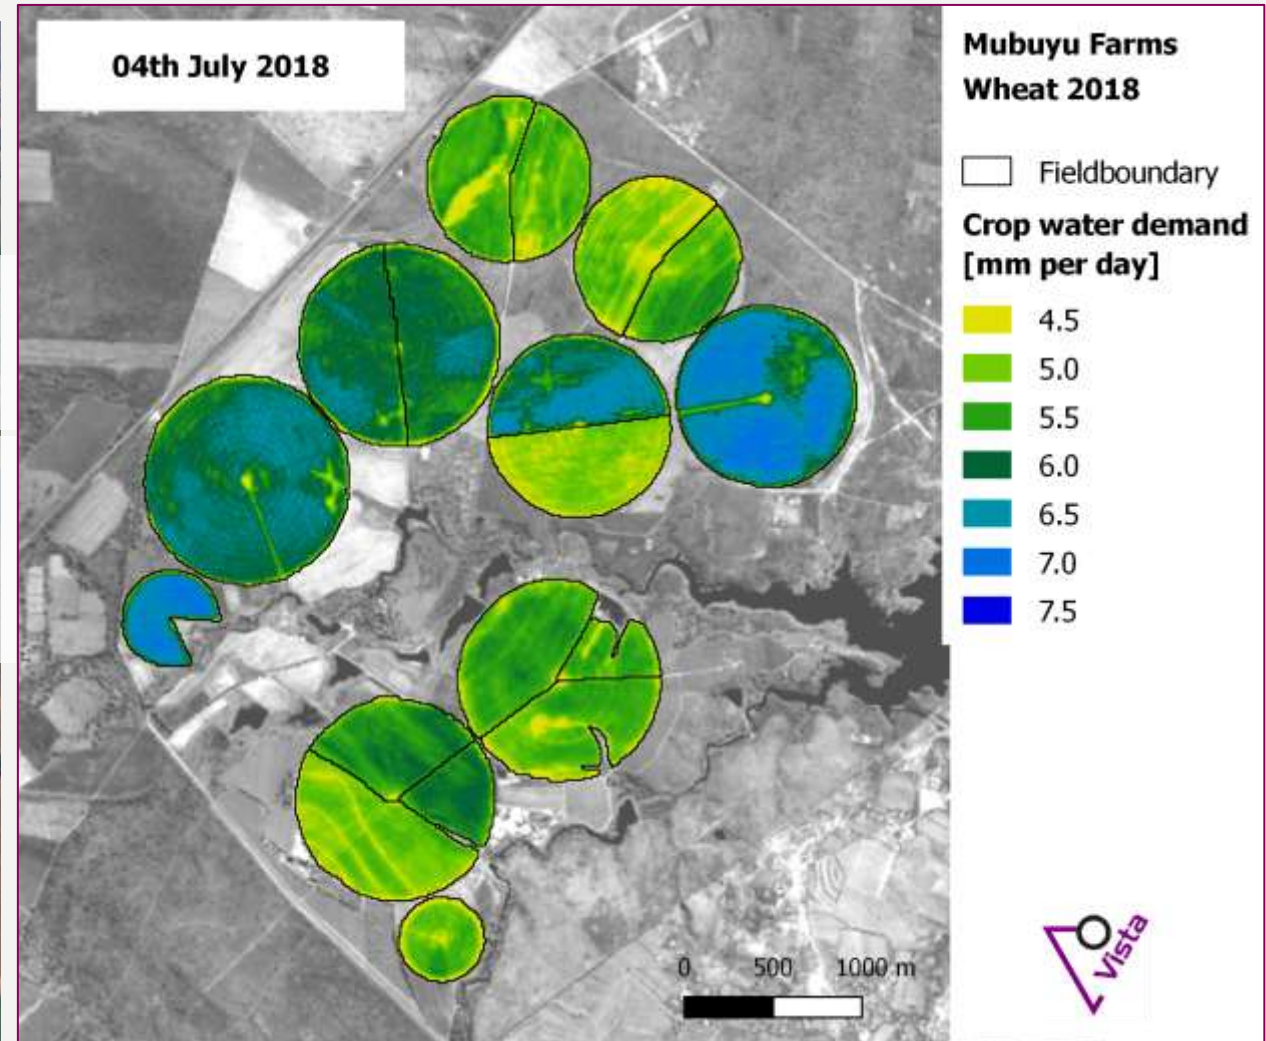 04th July 2018
Mubuyu Farms
Wheat 2018
Fieldboundary
Crop water demand
[mm per day]
4.5
5.0
5.5
6.0
6.5
7.0
7.5
0 500 1000 m
Vista